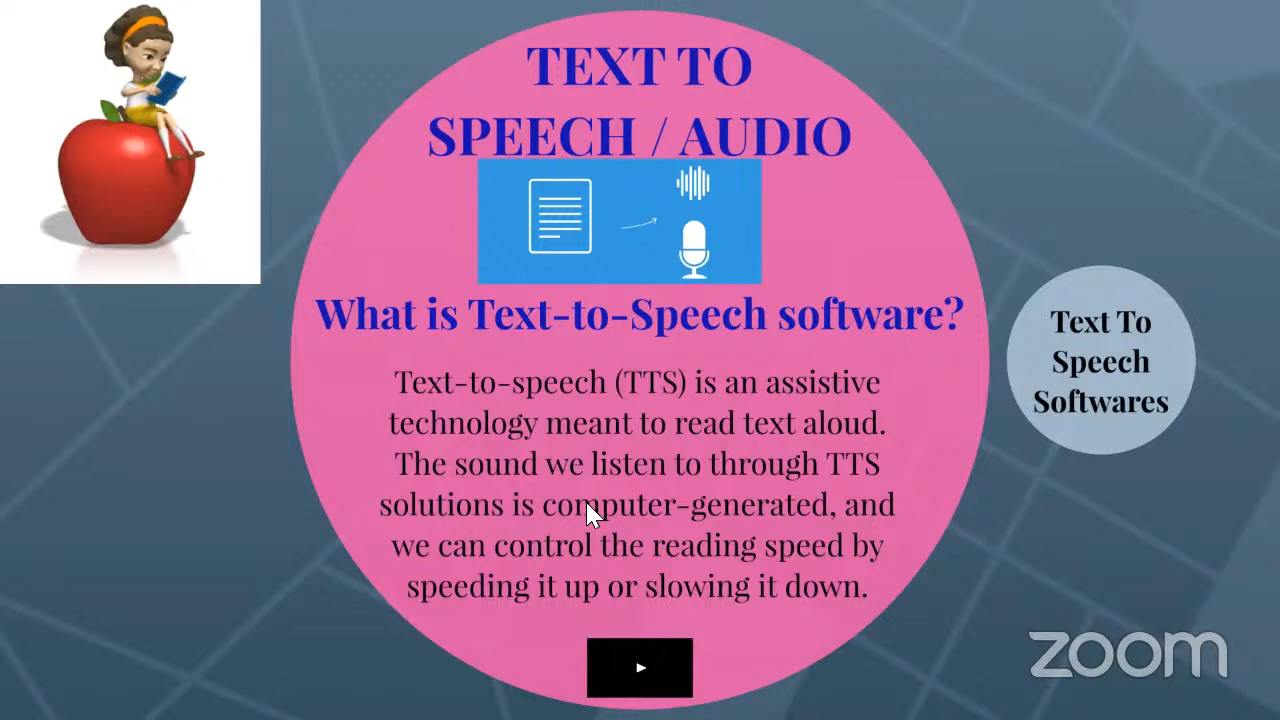 TEXT TO
SPEECH / AUDIO
What is Text-to-Speech software?
Text-to-speech (TTS) is an assistive
technology meant to read text aloud.
The sound we listen to through TTS
solutions is computer-generated, and
we can control the reading speed by
speeding it up or slowing it down.
Text To
Speech
Softwares
zoom